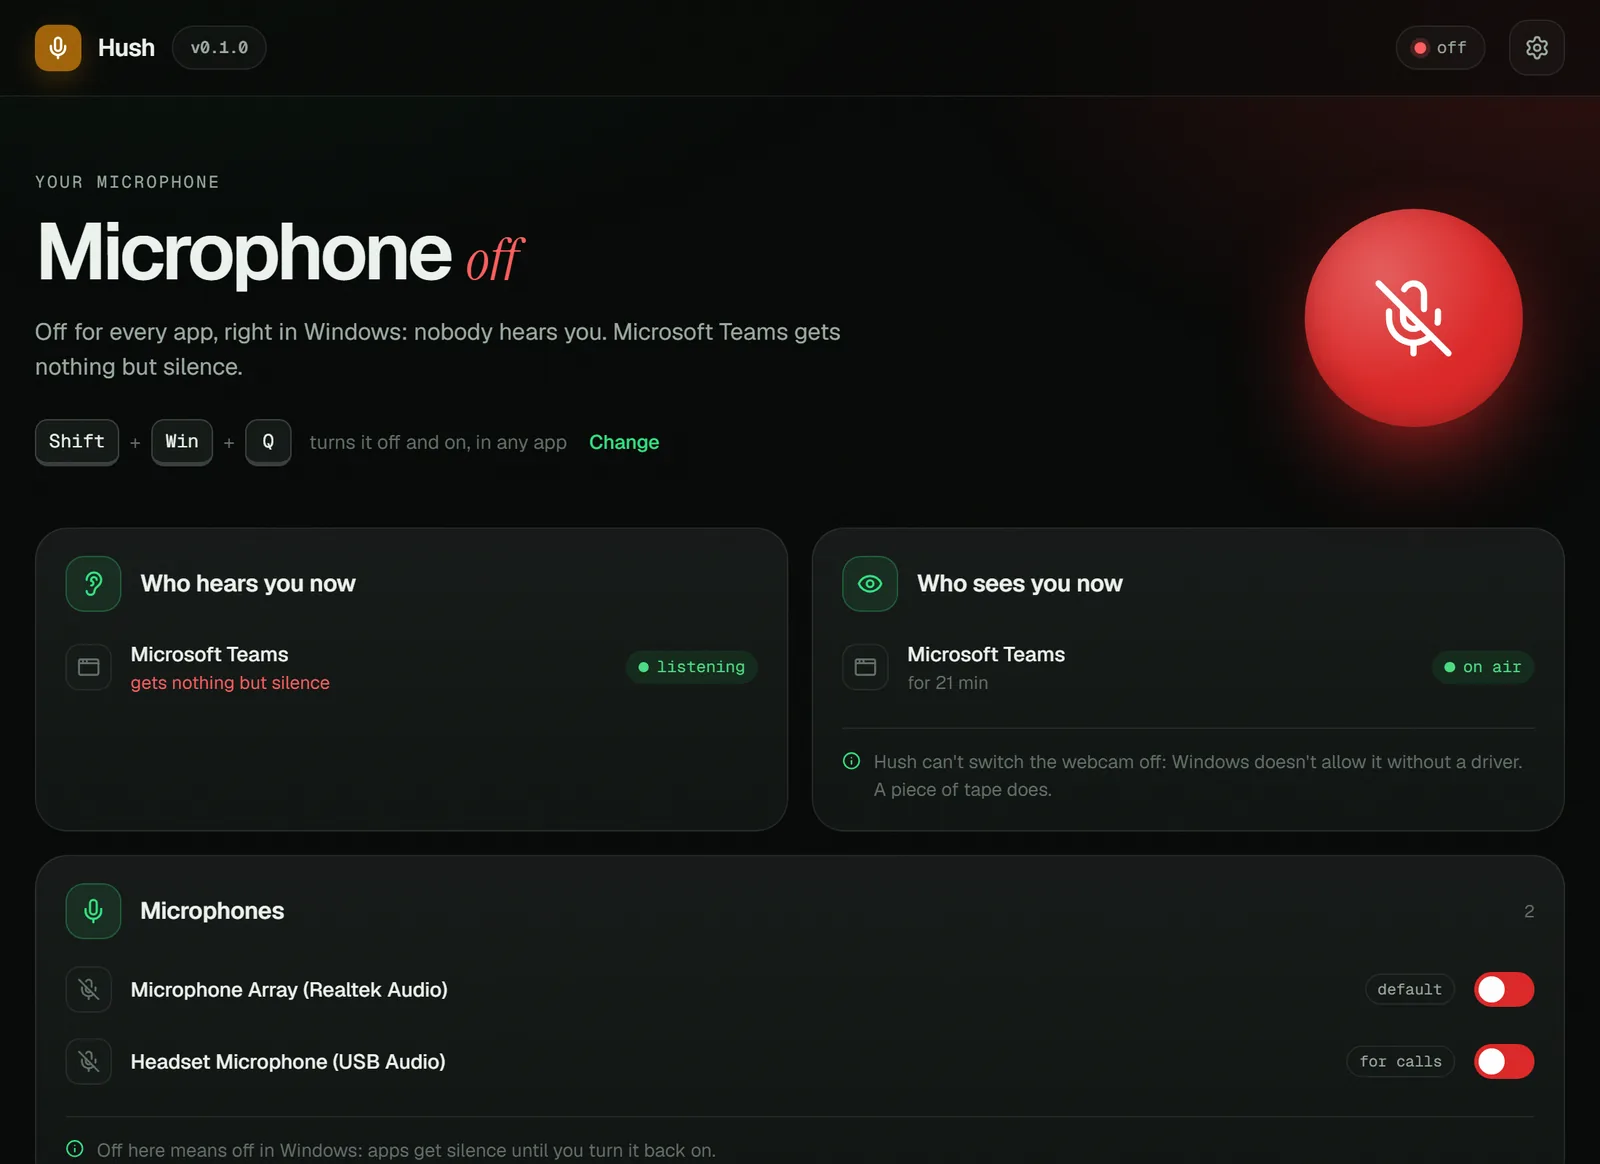 Hush v0.1.0
off
YOUR MICROPHONE
Microphone off
Off for every app, right in Windows: nobody hears you. Microsoft Teams gets
nothing but silence.
Shift + Win + Q turns it off and on, in any app Change
Who hears you now
Microsoft Teams
gets nothing but silence
listening
Who sees you now
Microsoft Teams
for 21 min
on air
Hush can't switch the webcam off: Windows doesn't allow it without a driver.
A piece of tape does.
Microphones
2
Microphone Array (Realtek Audio)
default
Headset Microphone (USB Audio)
for calls
Off here means off in Windows: apps get silence until you turn it back on.